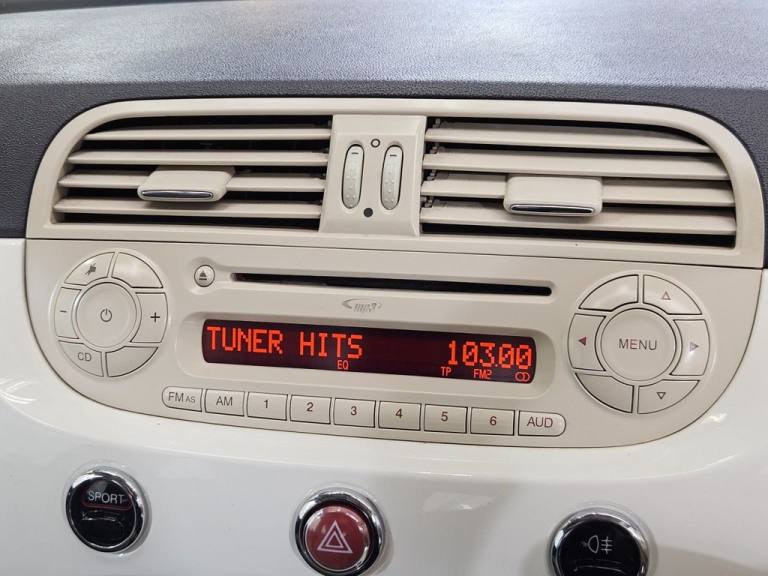 TUNER HITS 103.00
EQ TP FM2
- +
CD
MENU
FM AS AM 1 2 3 4 5 6 AUD
SPORT